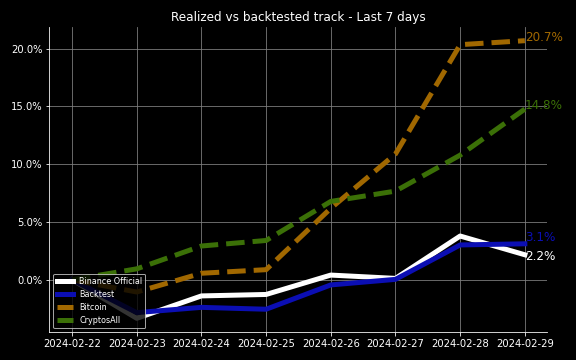 Realized vs backtested track - Last 7 days
20.0%
15.0%
10.0%
5.0%
0.0%
20.7%
14.8%
3.1%
2.2%
Binance Official
Backtest
Bitcoin
CryptosAll
2024-02-22 2024-02-23 2024-02-24 2024-02-25 2024-02-26 2024-02-27 2024-02-28 2024-02-29